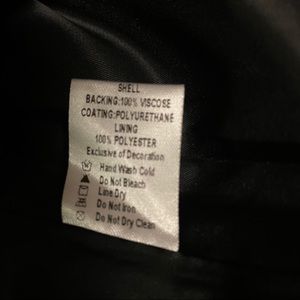 SHELL
BACKING:100% VISCOSE
COATING:POLYURETHANE
LINING
100% POLYESTER
Exclusive of Decoration
Hand Wash Cold
Do Not Bleach
Line Dry
Do Not Iron
Do Not Dry Clean